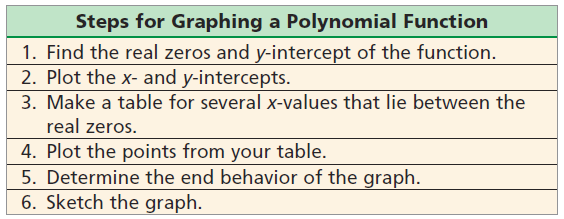 Steps for Graphing a Polynomial Function
1. Find the real zeros and y-intercept of the function.
2. Plot the x- and y-intercepts.
3. Make a table for several x-values that lie between the
real zeros.
4. Plot the points from your table.
5. Determine the end behavior of the graph.
6. Sketch the graph.